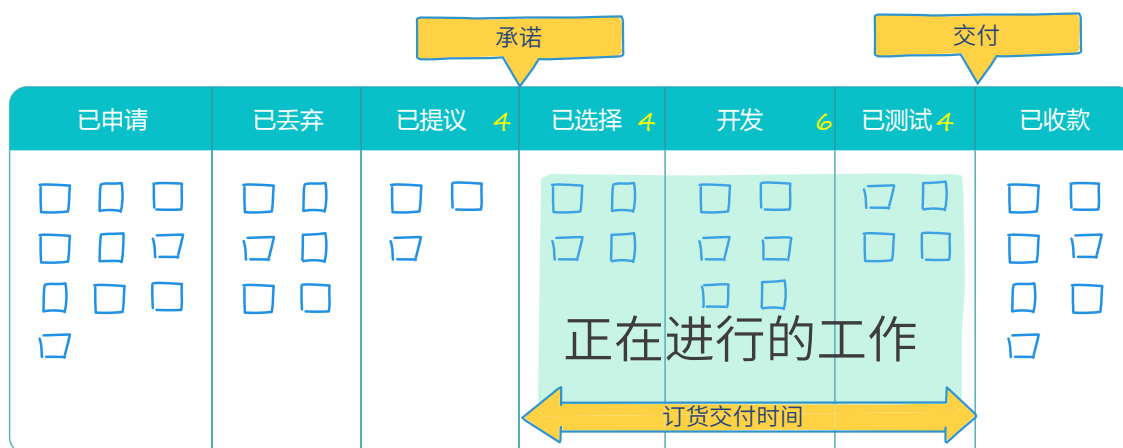 承诺
交付
已申请
已丢弃
已提议 4
已选择 4
开发 6
已测试 4
已收款
正在进行的工作
订货交付时间